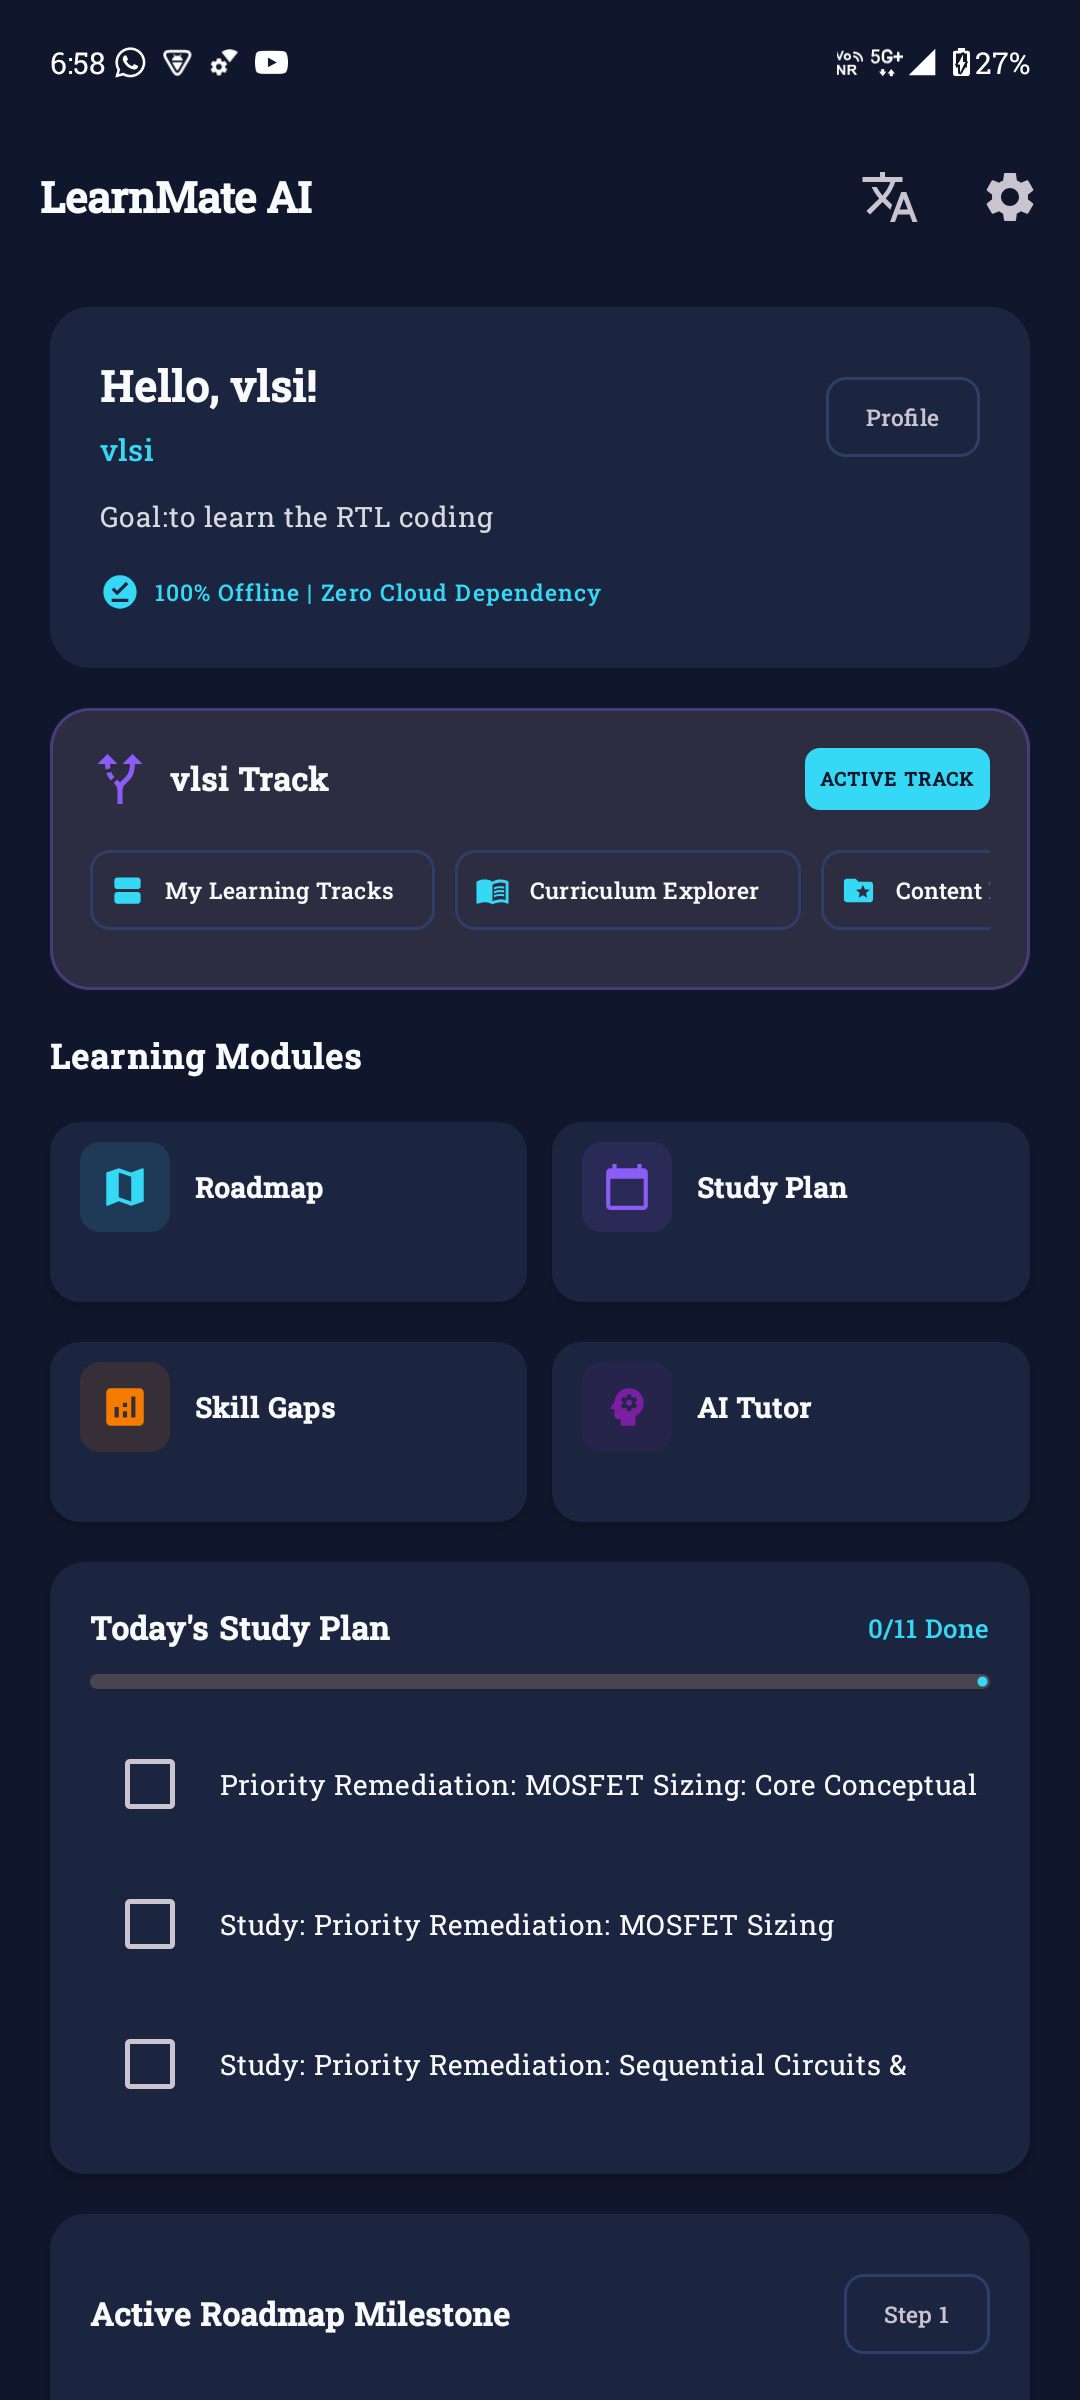 6:58
Vo NR 5G+ 27%
LearnMate AI
Hello, vlsi!
Profile
vlsi
Goal:to learn the RTL coding
100% Offline | Zero Cloud Dependency
vlsi Track
ACTIVE TRACK
My Learning Tracks
Curriculum Explorer
Content
Learning Modules
Roadmap
Study Plan
Skill Gaps
AI Tutor
Today's Study Plan
0/11 Done
Priority Remediation: MOSFET Sizing: Core Conceptual
Study: Priority Remediation: MOSFET Sizing
Study: Priority Remediation: Sequential Circuits &
Active Roadmap Milestone
Step 1